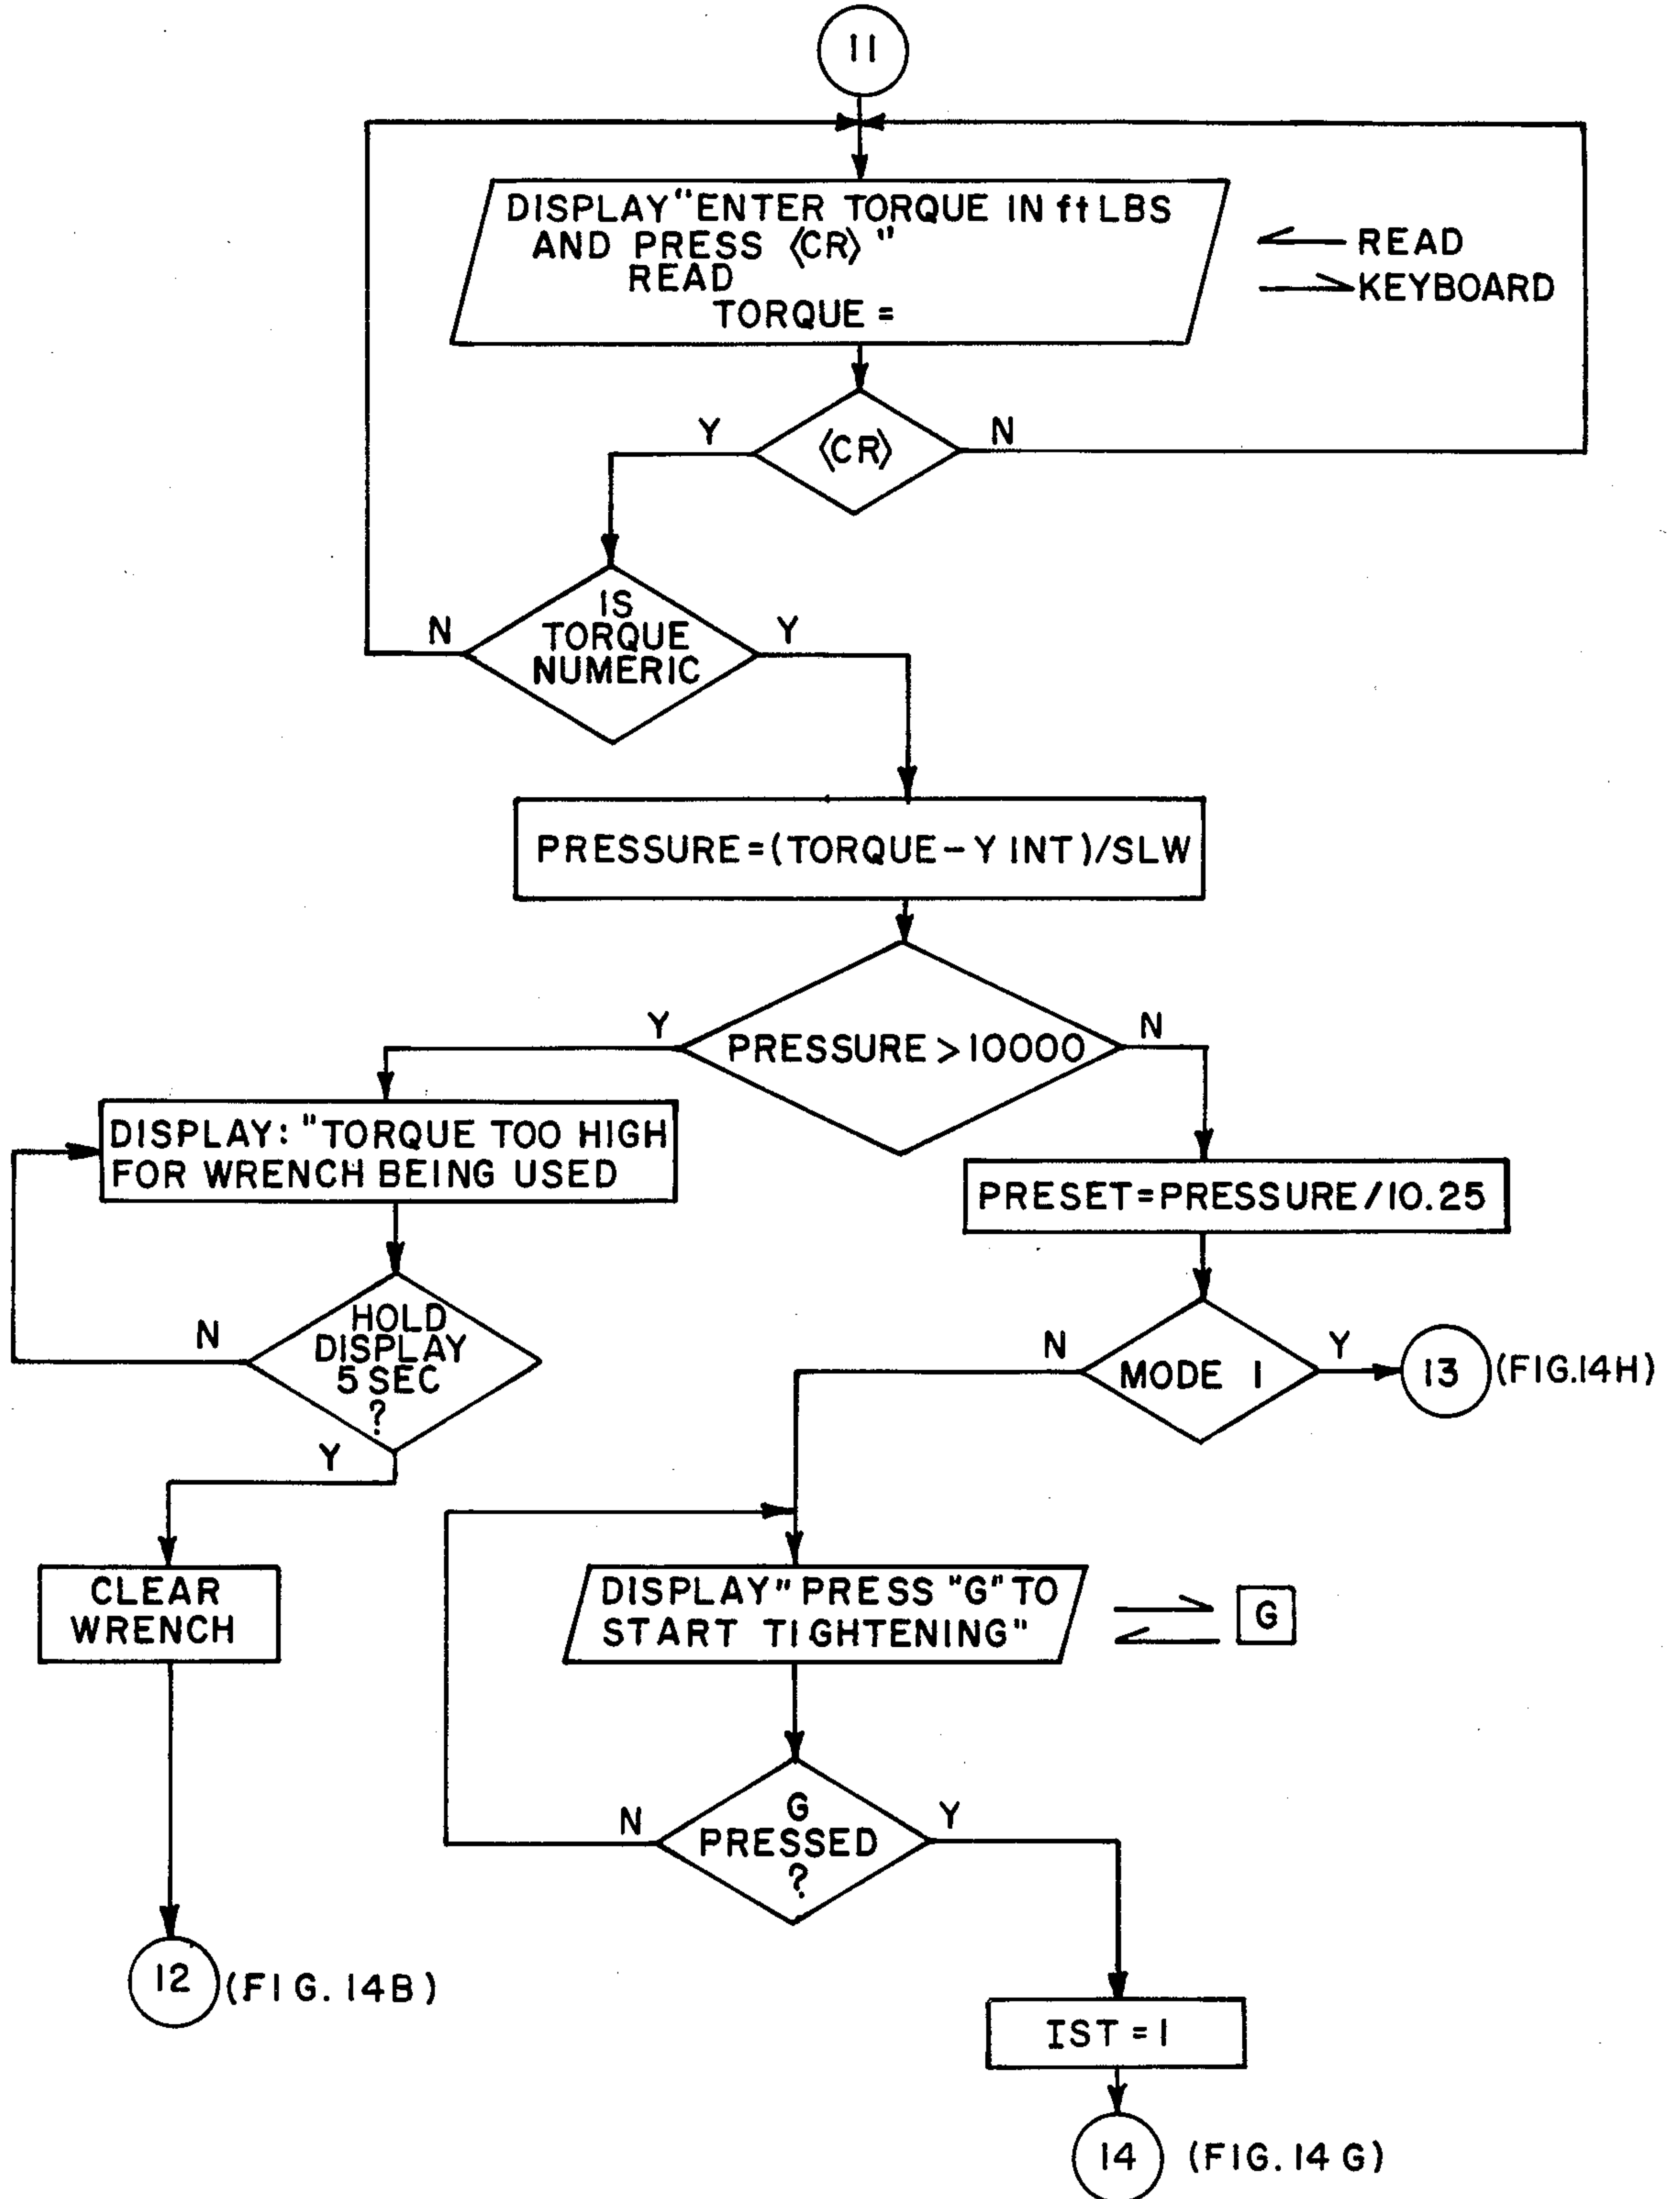 11
DISPLAY "ENTER TORQUE IN ft LBS
AND PRESS ⟨CR⟩"
READ
TORQUE =
READ
KEYBOARD
Y
⟨CR⟩
N
N
IS
TORQUE
NUMERIC
Y
PRESSURE=(TORQUE-Y INT)/SLW
Y
PRESSURE > 10000
N
DISPLAY: "TORQUE TOO HIGH
FOR WRENCH BEING USED
PRESET=PRESSURE/10.25
N
HOLD
DISPLAY
5 SEC
?
Y
N
MODE 1
Y
13
(FIG.14H)
CLEAR
WRENCH
DISPLAY" PRESS "G" TO
START TIGHTENING"
G
N
G
PRESSED
?
Y
12
(FIG. 14B)
IST = 1
14
(FIG. 14 G)